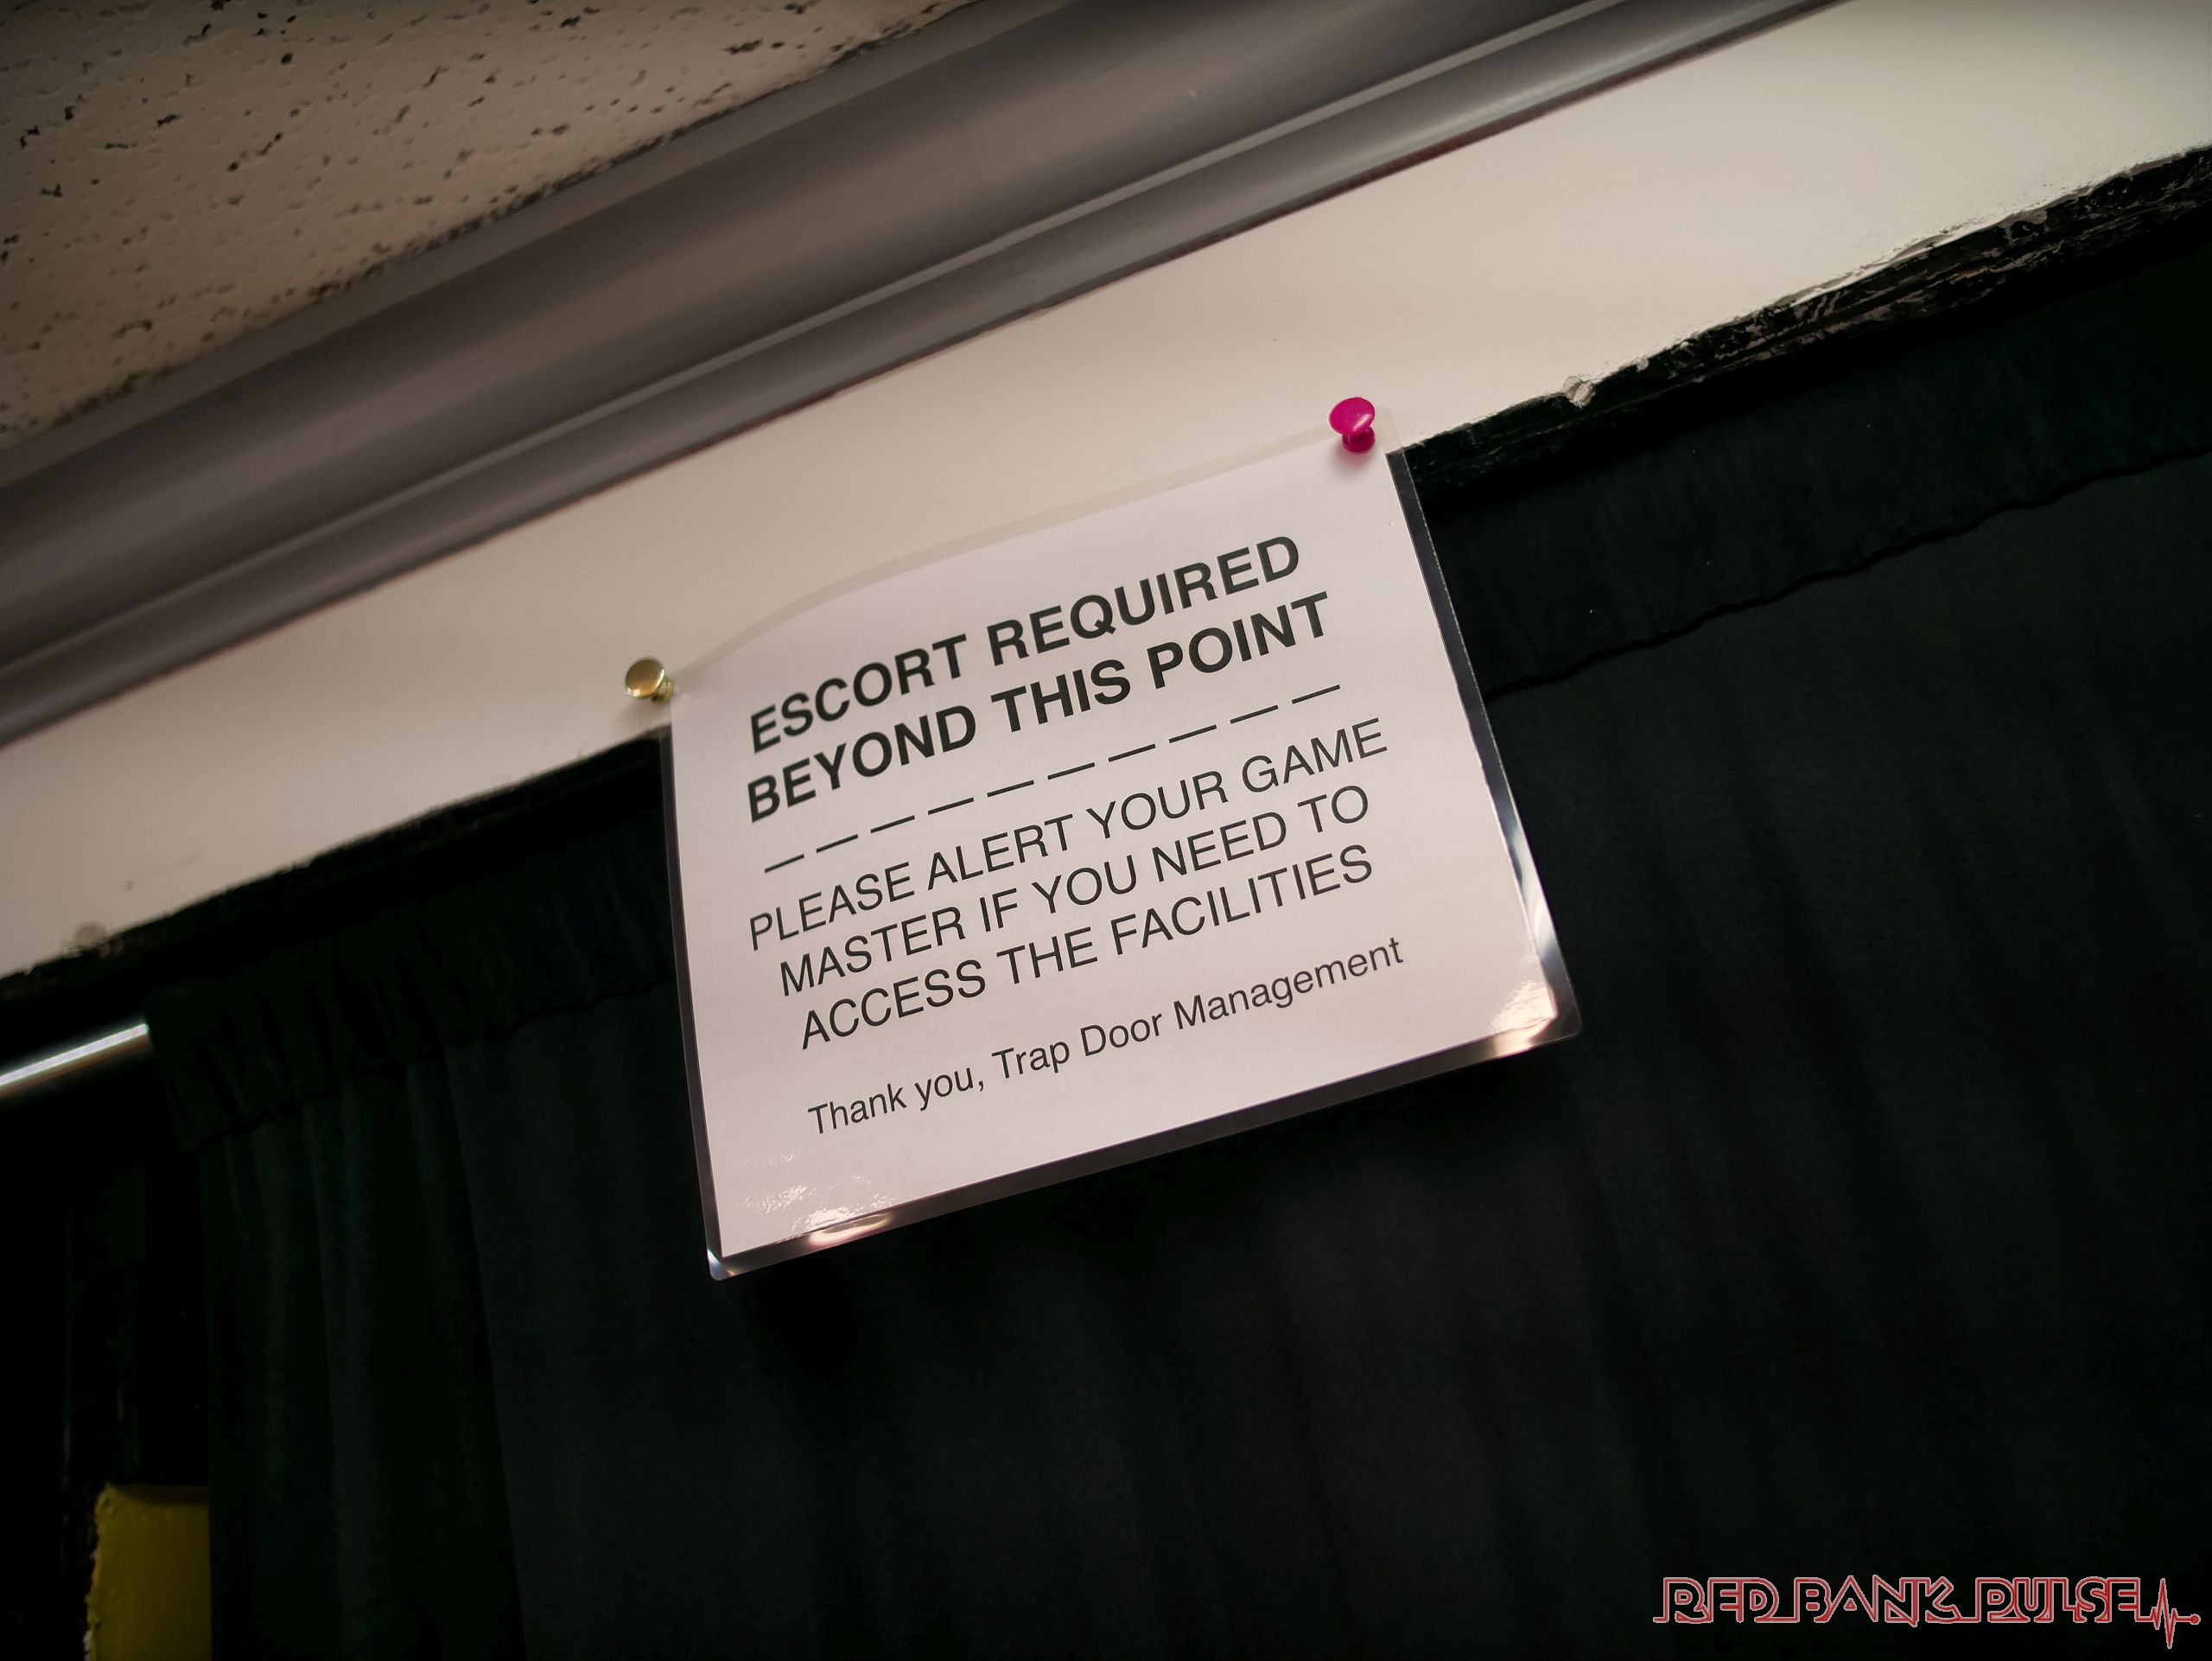 ESCORT REQUIRED
BEYOND THIS POINT
— — — — — — — — — —
PLEASE ALERT YOUR GAME
MASTER IF YOU NEED TO
ACCESS THE FACILITIES
Thank you, Trap Door Management
RED BANK PULSE